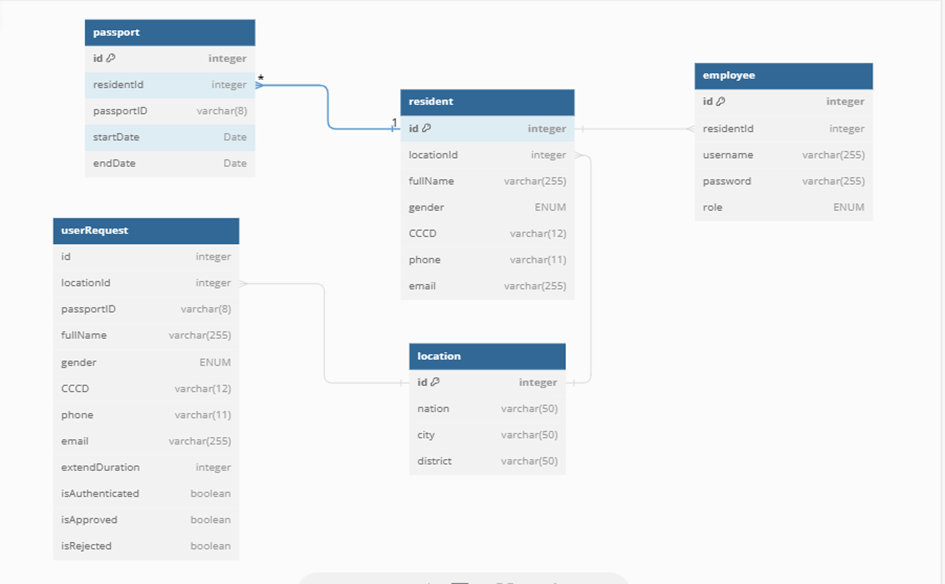 passport
id integer
residentId integer
passportID varchar(8)
startDate Date
endDate Date
*
1
resident
id integer
locationId integer
fullName varchar(255)
gender ENUM
CCCD varchar(12)
phone varchar(11)
email varchar(255)
employee
id integer
residentId integer
username varchar(255)
password varchar(255)
role ENUM
userRequest
id integer
locationId integer
passportID varchar(8)
fullName varchar(255)
gender ENUM
CCCD varchar(12)
phone varchar(11)
email varchar(255)
extendDuration integer
isAuthenticated boolean
isApproved boolean
isRejected boolean
location
id integer
nation varchar(50)
city varchar(50)
district varchar(50)